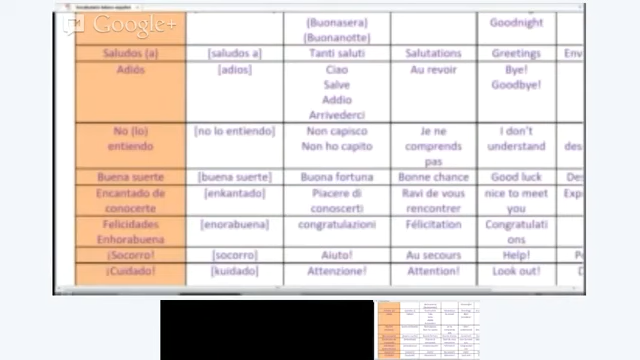 Google+
(Buonasera) Goodnight
(Buonanotte)
Saludos (a) [saludos a] Tanti saluti Salutations Greetings Env
Adiós [adios] Ciao Au revoir Bye!
Salve Goodbye!
Addio
Arrivederci
No (lo) [no lo entiendo] Non capisco Je ne I don't
entiendo Non ho capito comprends understand des
pas
Buena suerte [buena suerte] Buona fortuna Bonne chance Good luck De
Encantado de [enkantado] Piacere di Ravi de vous nice to meet Exp
conocerte conoscerti rencontrer you
Felicidades [enorabuena] congratulazioni Félicitation Congratulati
Enhorabuena ons
¡Socorro! [socorro] Aiuto! Au secours Help!
¡Cuidado! [kuidado] Attenzione! Attention! Look out!